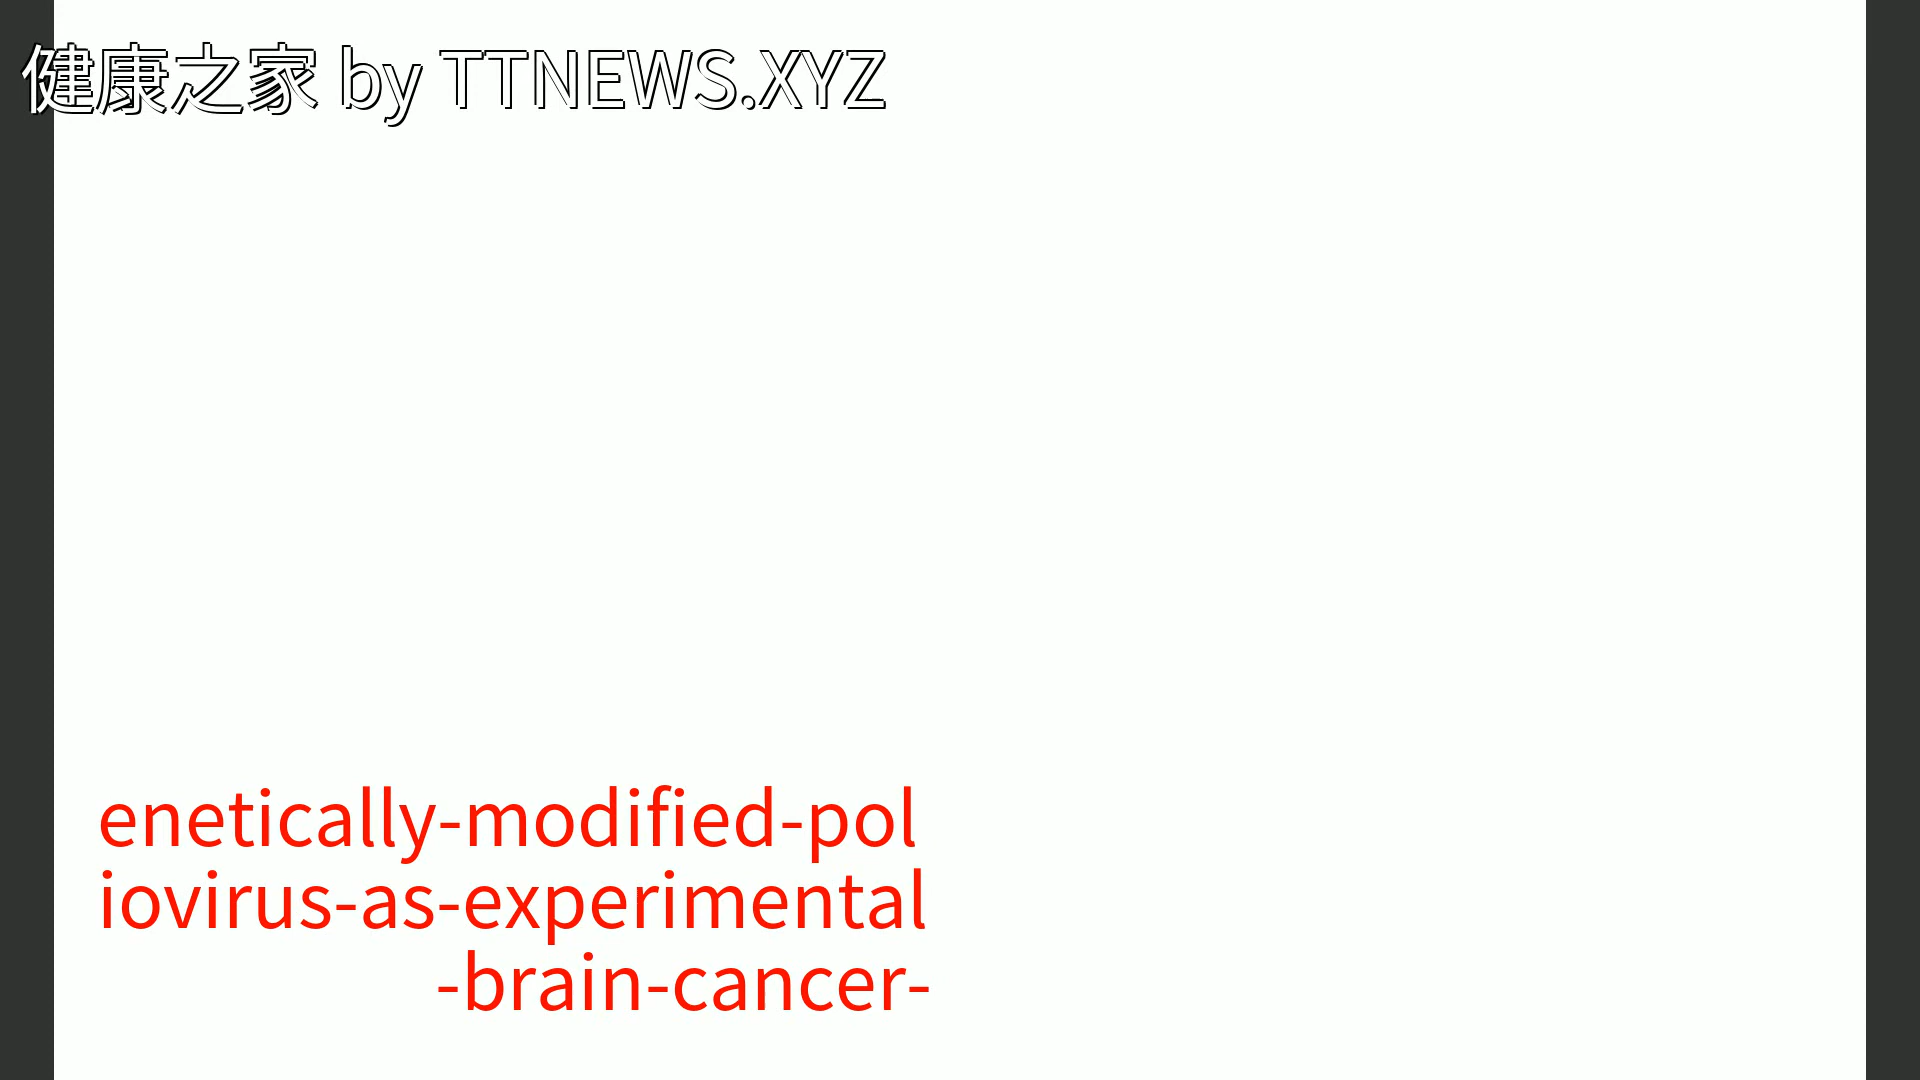 健康之家 by TTNEWS.XYZ
enetically-modified-pol
iovirus-as-experimental
-brain-cancer-